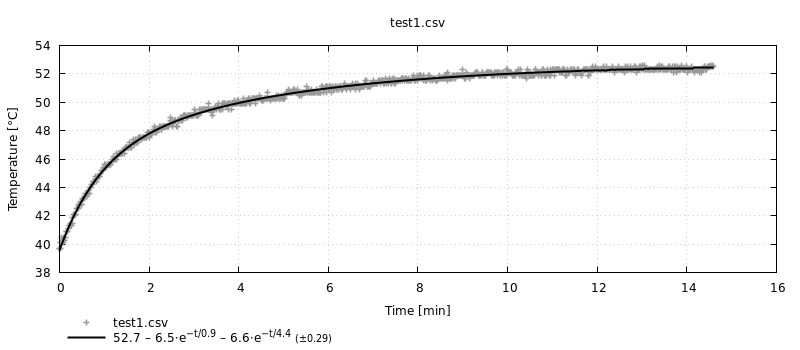 test1.csv
54
52
50
48
46
44
42
40
38
Temperature [°C]
0 2 4 6 8 10 12 14 16
Time [min]
test1.csv
52.7 – 6.5·e−t/0.9 – 6.6·e−t/4.4 (±0.29)